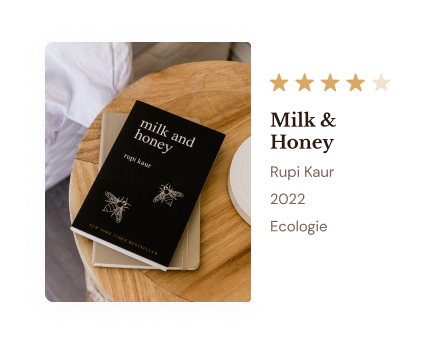 milk and
honey
rupi kaur
NEW YORK TIMES BESTSELLER
Milk &
Honey
Rupi Kaur
2022
Ecologie